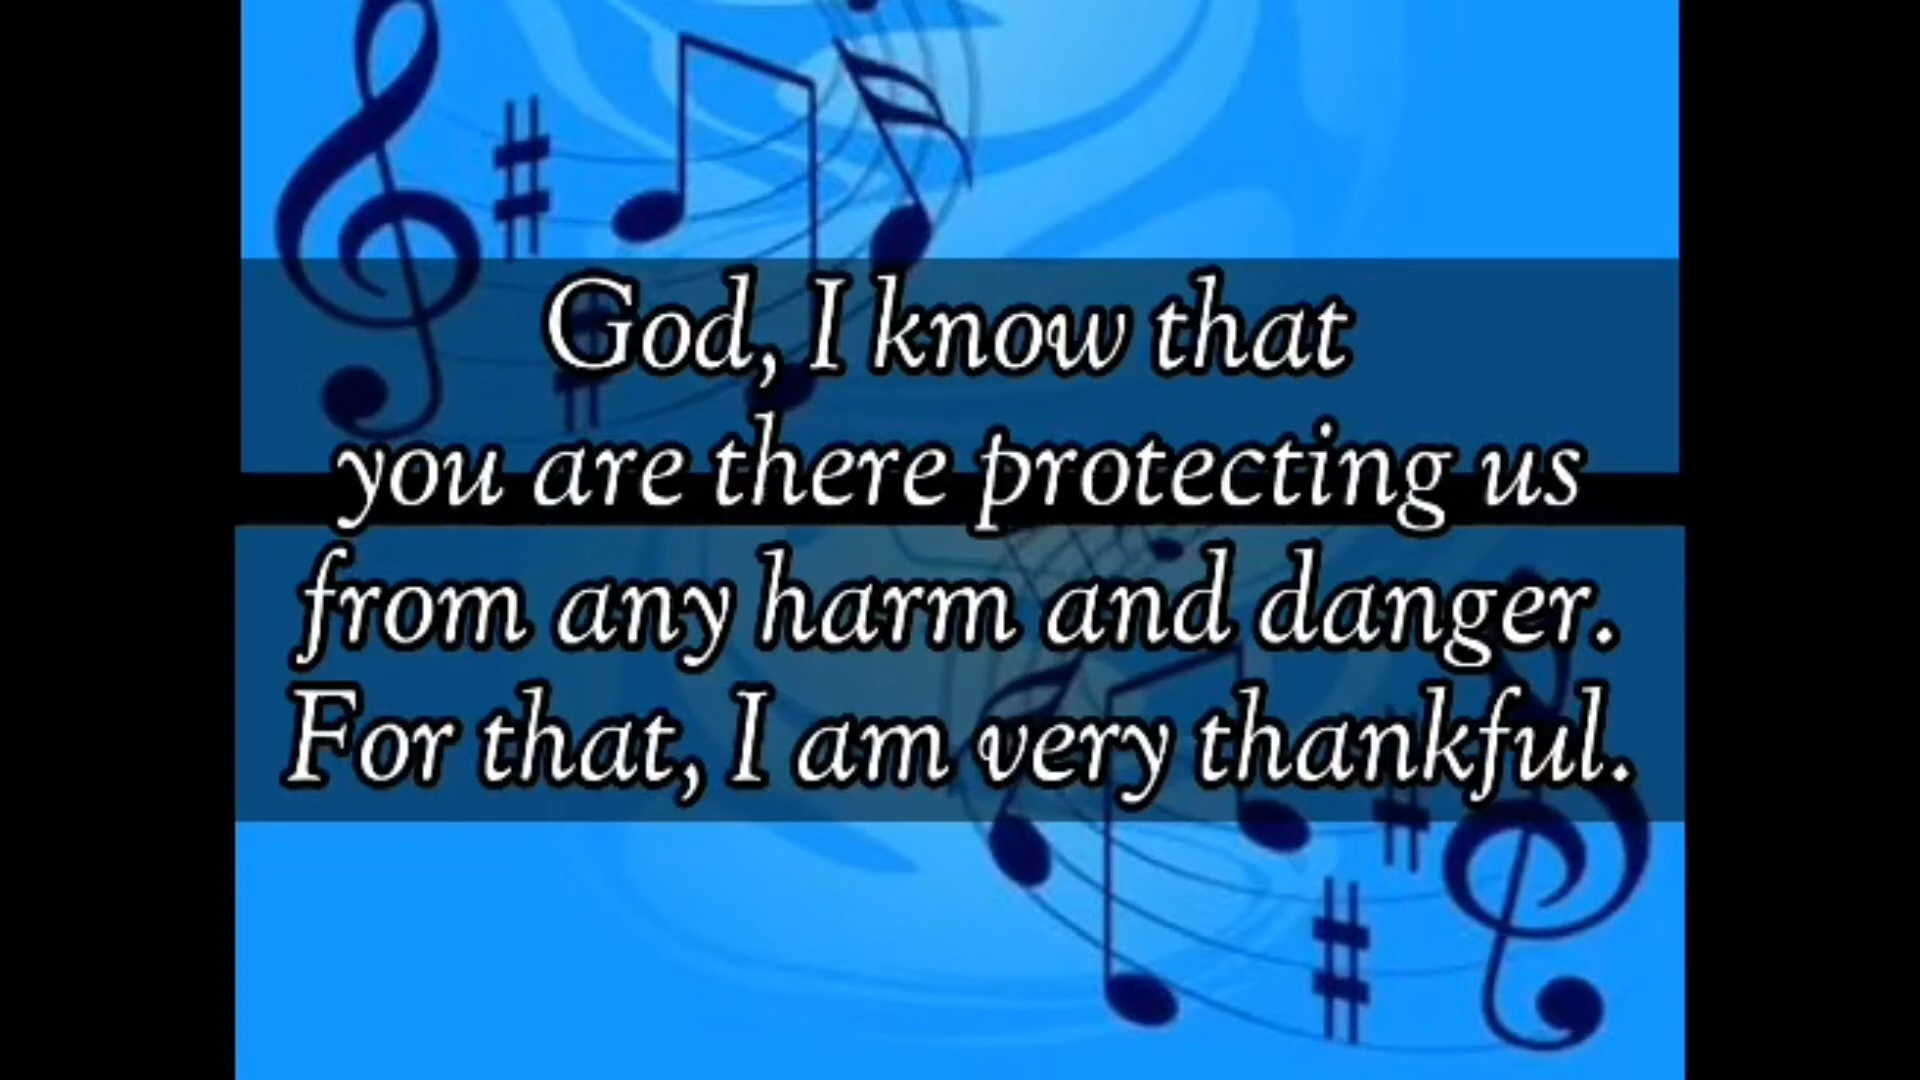 God, I know that
you are there protecting us
from any harm and danger.
For that, I am very thankful.